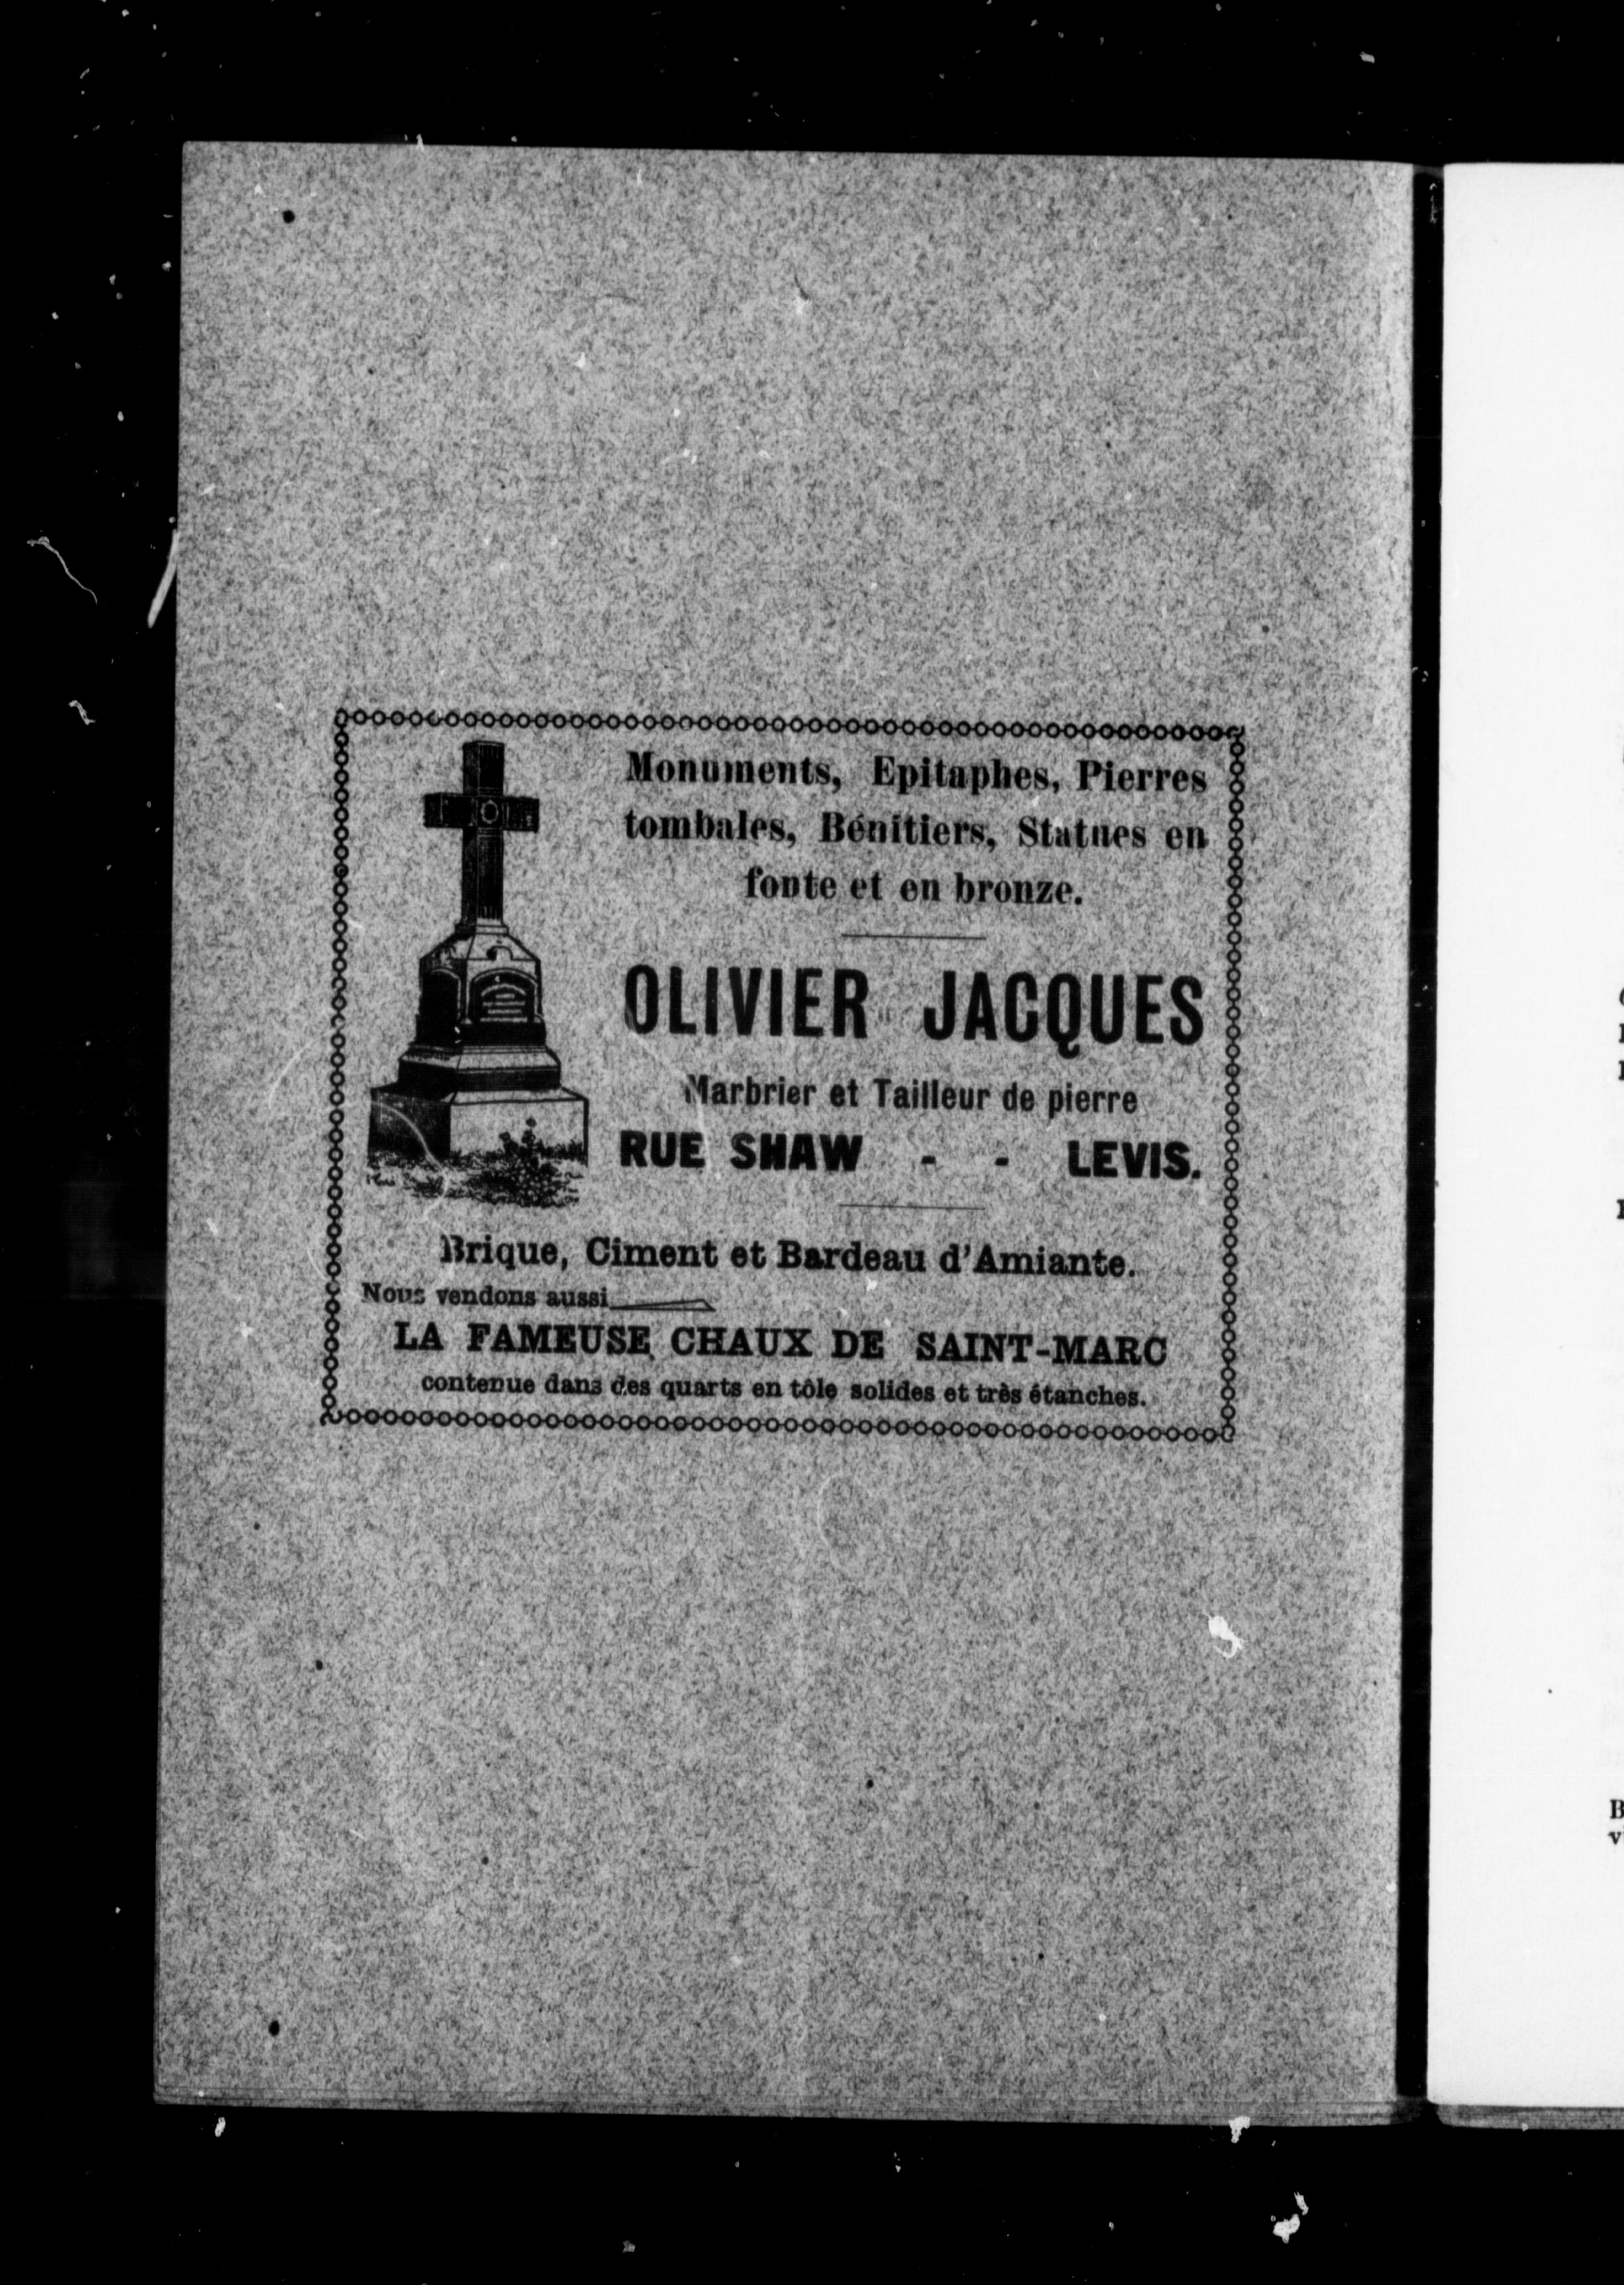 Monuments, Epitaphes, Pierres
tombales, Bénitiers, Statues en
fonte et en bronze.
OLIVIER JACQUES
Marbrier et Tailleur de pierre
RUE SHAW - - LEVIS.
Brique, Ciment et Bardeau d'Amiante.
Nous vendons aussi
LA FAMEUSE CHAUX DE SAINT-MARC
contenue dans des quarts en tôle solides et très étanches.